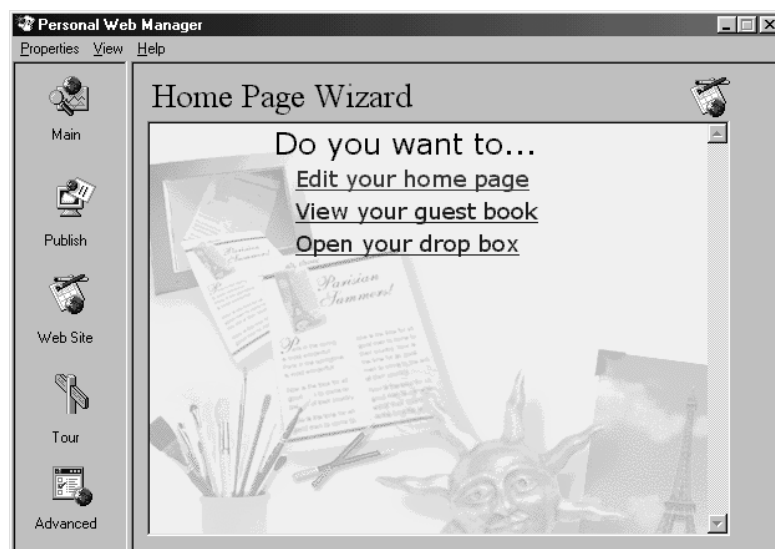 Personal Web Manager
Properties View Help
Main
Publish
Web Site
Tour
Advanced
Home Page Wizard
Do you want to...
Edit your home page
View your guest book
Open your drop box
Parisian
Summers!